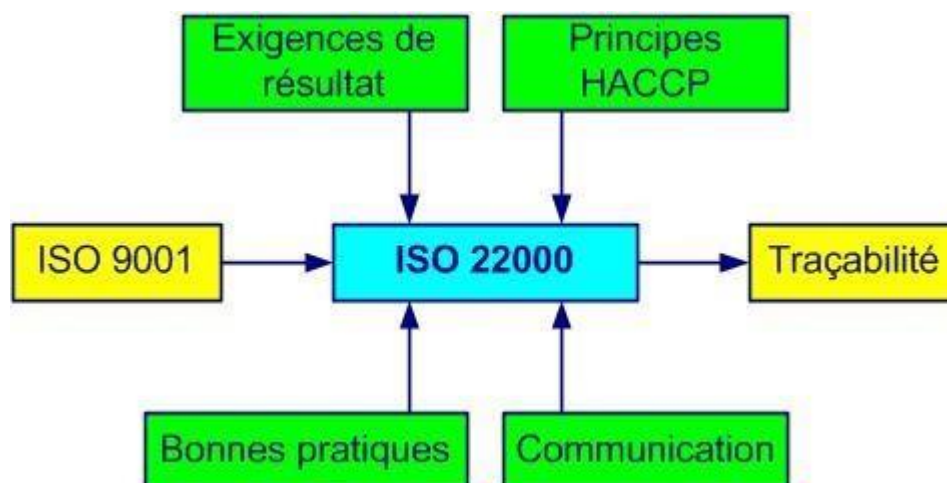 Exigences de
résultat
Principes
HACCP
ISO 9001
ISO 22000
Traçabilité
Bonnes pratiques
Communication